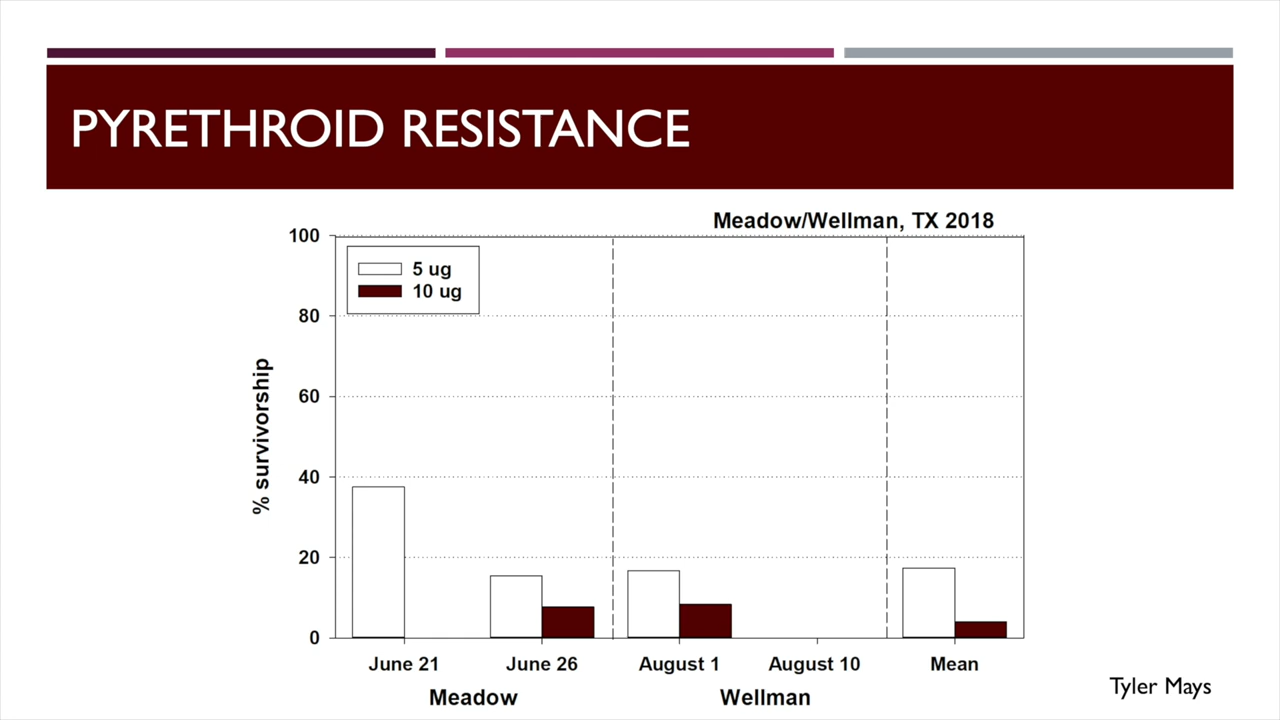 PYRETHROID RESISTANCE
Meadow/Wellman, TX 2018
100
80
60
40
20
0
% survivorship
5 ug
10 ug
June 21
June 26
August 1
August 10
Mean
Meadow
Wellman
Tyler Mays